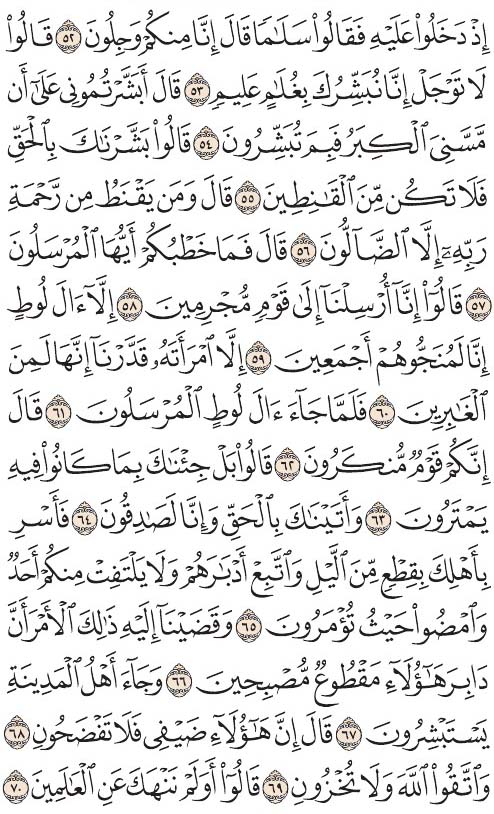 إِذْ دَخَلُوا۟ عَلَيْهِ فَقَالُوا۟ سَلَـٰمًا قَالَ إِنَّا مِنكُمْ وَجِلُونَ ٥٢ قَالُوا۟
لَا تَوْجَلْ إِنَّا نُبَشِّرُكَ بِغُلَـٰمٍ عَلِيمٍ ٥٣ قَالَ أَبَشَّرْتُمُونِى عَلَىٰٓ أَن
مَّسَّنِىَ ٱلْكِبَرُ فَبِمَ تُبَشِّرُونَ ٥٤ قَالُوا۟ بَشَّرْنَـٰكَ بِٱلْحَقِّ
فَلَا تَكُن مِّنَ ٱلْقَـٰنِطِينَ ٥٥ قَالَ وَمَن يَقْنَطُ مِن رَّحْمَةِ
رَبِّهِۦٓ إِلَّا ٱلضَّآلُّونَ ٥٦ قَالَ فَمَا خَطْبُكُمْ أَيُّهَا ٱلْمُرْسَلُونَ
٥٧ قَالُوٓا۟ إِنَّآ أُرْسِلْنَآ إِلَىٰ قَوْمٍ مُّجْرِمِينَ ٥٨ إِلَّآ ءَالَ لُوطٍ
إِنَّا لَمُنَجُّوهُمْ أَجْمَعِينَ ٥٩ إِلَّا ٱمْرَأَتَهُۥ قَدَّرْنَآ إِنَّهَا لَمِنَ
ٱلْغَـٰبِرِينَ ٦٠ فَلَمَّا جَآءَ ءَالَ لُوطٍ ٱلْمُرْسَلُونَ ٦١ قَالَ
إِنَّكُمْ قَوْمٌ مُّنكَرُونَ ٦٢ قَالُوا۟ بَلْ جِئْنَـٰكَ بِمَا كَانُوا۟ فِيهِ
يَمْتَرُونَ ٦٣ وَأَتَيْنَـٰكَ بِٱلْحَقِّ وَإِنَّا لَصَـٰدِقُونَ ٦٤ فَأَسْرِ
بِأَهْلِكَ بِقِطْعٍ مِّنَ ٱلَّيْلِ وَٱتَّبِعْ أَدْبَـٰرَهُمْ وَلَا يَلْتَفِتْ مِنكُمْ أَحَدٌ
وَٱمْضُوا۟ حَيْثُ تُؤْمَرُونَ ٦٥ وَقَضَيْنَآ إِلَيْهِ ذَٰلِكَ ٱلْأَمْرَ أَنَّ
دَابِرَ هَـٰٓؤُلَآءِ مَقْطُوعٌ مُّصْبِحِينَ ٦٦ وَجَآءَ أَهْلُ ٱلْمَدِينَةِ
يَسْتَبْشِرُونَ ٦٧ قَالَ إِنَّ هَـٰٓؤُلَآءِ ضَيْفِى فَلَا تَفْضَحُونِ ٦٨
وَٱتَّقُوا۟ ٱللَّهَ وَلَا تُخْزُونِ ٦٩ قَالُوٓا۟ أَوَلَمْ نَنْهَكَ عَنِ ٱلْعَـٰلَمِينَ ٧٠